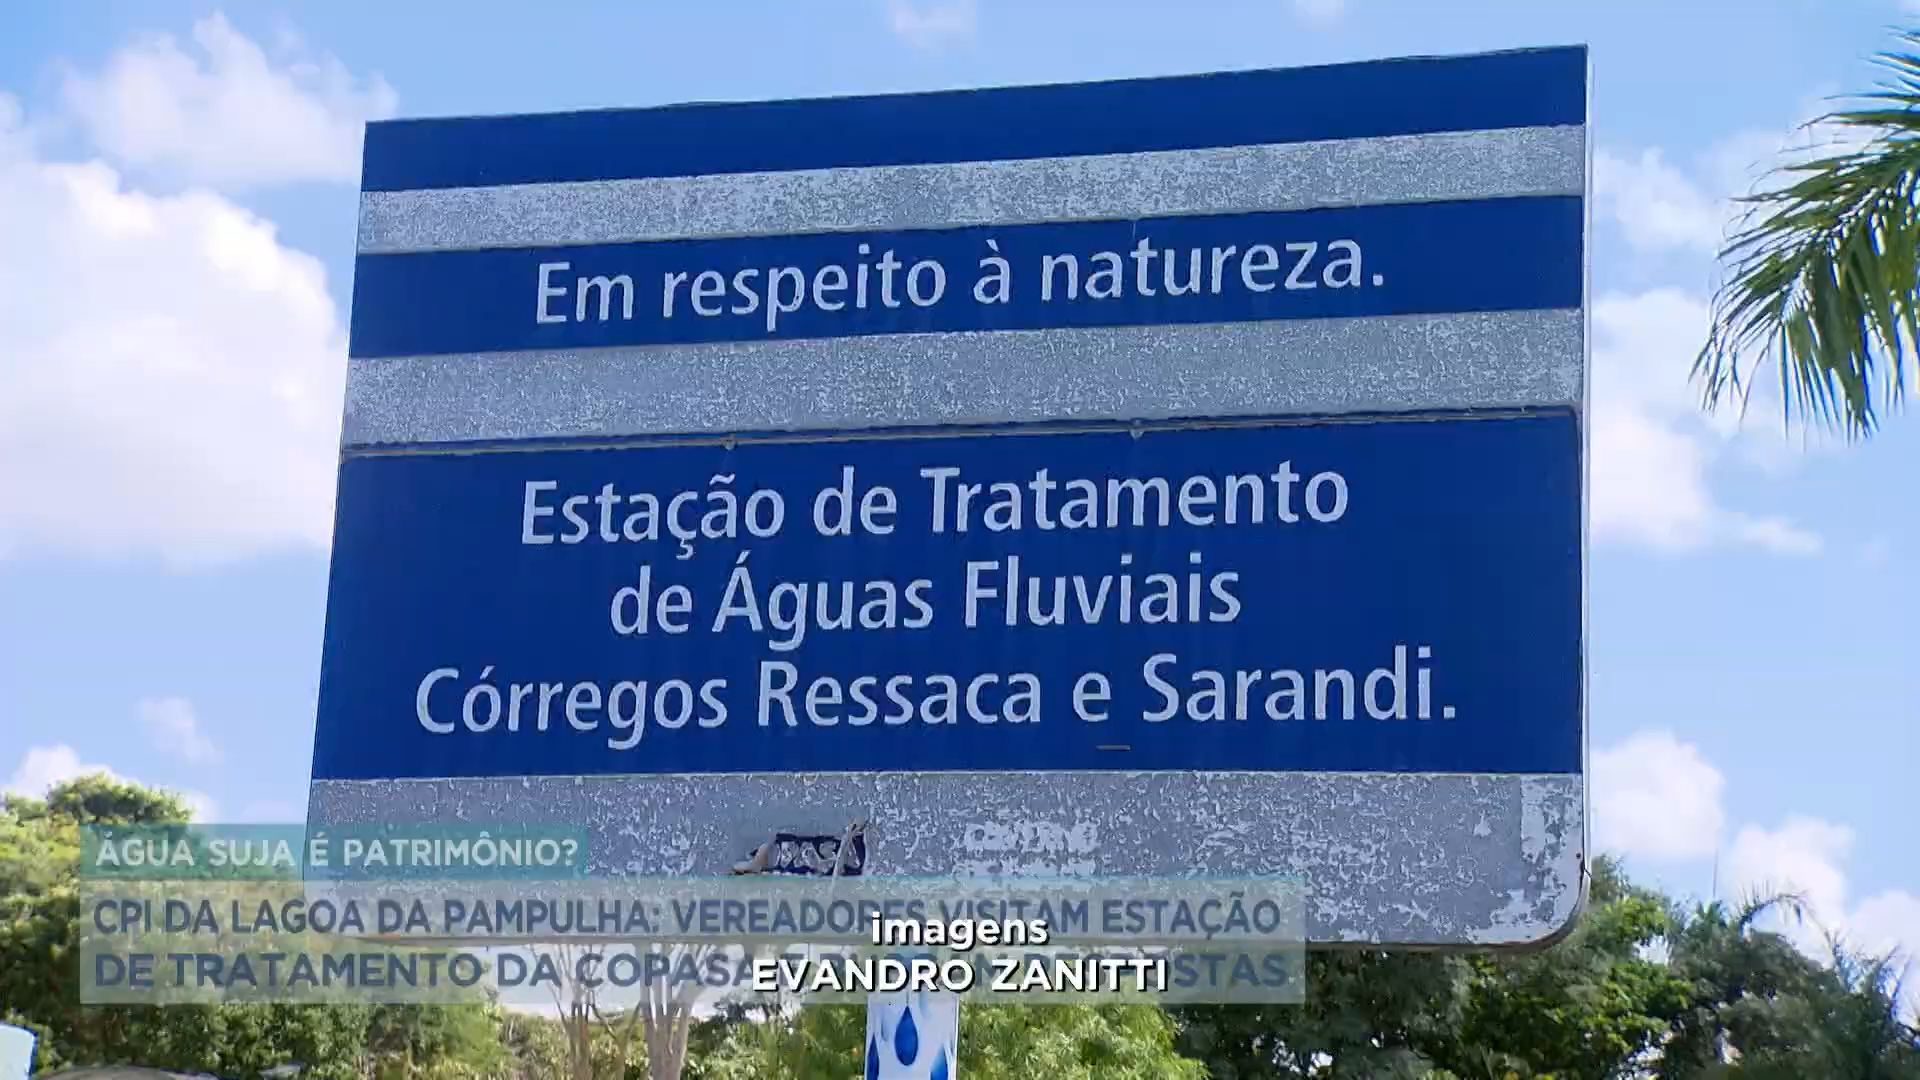 Em respeito à natureza.
Estação de Tratamento
de Águas Fluviais
Córregos Ressaca e Sarandi.
ÁGUA SUJA É PATRIMÔNIO?
CPI DA LAGOA DA PAMPULHA: VEREADORES VISITAM ESTAÇÃO
DE TRATAMENTO DA COPASA
imagens
EVANDRO ZANITTI